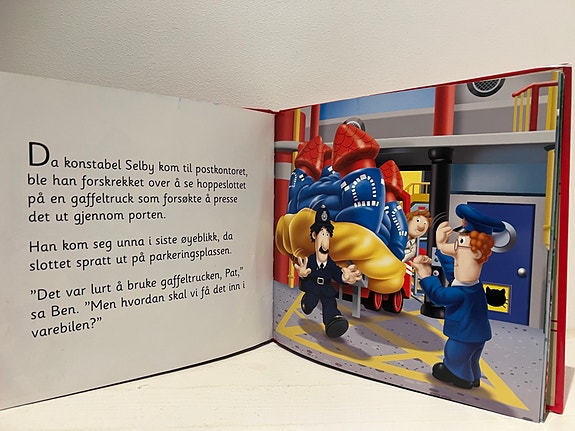 Da konstabel Selby kom til postkontoret,
ble han forskrekket over å se hoppeslottet
på en gaffeltruck som forsøkte å presse
det ut gjennom porten.
Han kom seg unna i siste øyeblikk, da
slottet spratt ut på parkeringsplassen.
"Det var lurt å bruke gaffeltrucken, Pat,"
sa Ben. "Men hvordan skal vi få det inn i
varebilen?"